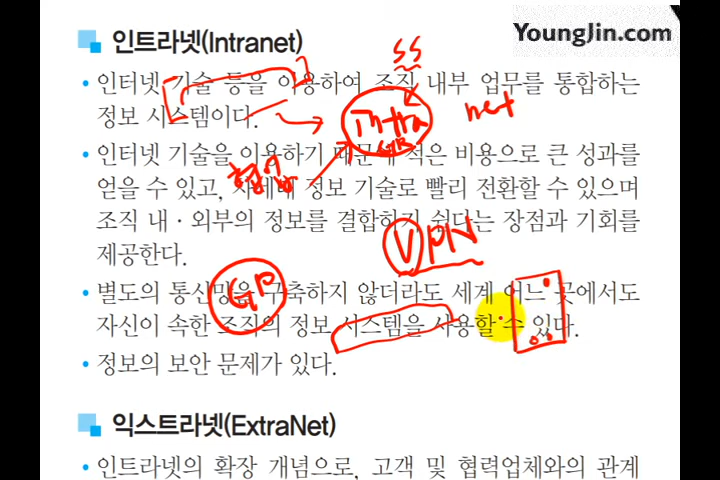 YoungJin.com
인트라넷(Intranet)
• 인터넷 기술 등을 이용하여 조직 내부 업무를 통합하는
정보 시스템이다.
• 인터넷 기술을 이용하기 때문에 적은 비용으로 큰 성과를
얻을 수 있고, 정보 기술로 빨리 전환할 수 있으며
조직 내·외부의 정보를 결합하기 쉽다는 장점과 기회를
제공한다.
• 별도의 통신망을 구축하지 않더라도 세계 어느 곳에서도
자신이 속한 조직의 정보 시스템을 사용할 수 있다.
• 정보의 보안 문제가 있다.
익스트라넷(ExtraNet)
• 인트라넷의 확장 개념으로, 고객 및 협력업체와의 관계
SS
Intra net
협업
VPN